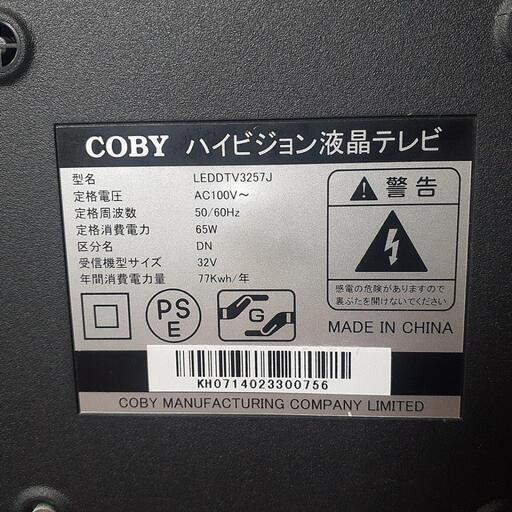 COBY ハイビジョン液晶テレビ
型名 LEDDTV3257J
定格電圧 AC100V～
定格周波数 50/60Hz
定格消費電力 65W
区分名 DN
受信機型サイズ 32V
年間消費電力量 77Kwh/年
警告
感電の危険がありますので
裏ぶたを開けないでください
PS
E
G
MADE IN CHINA
KH0714023300756
COBY MANUFACTURING COMPANY LIMITED